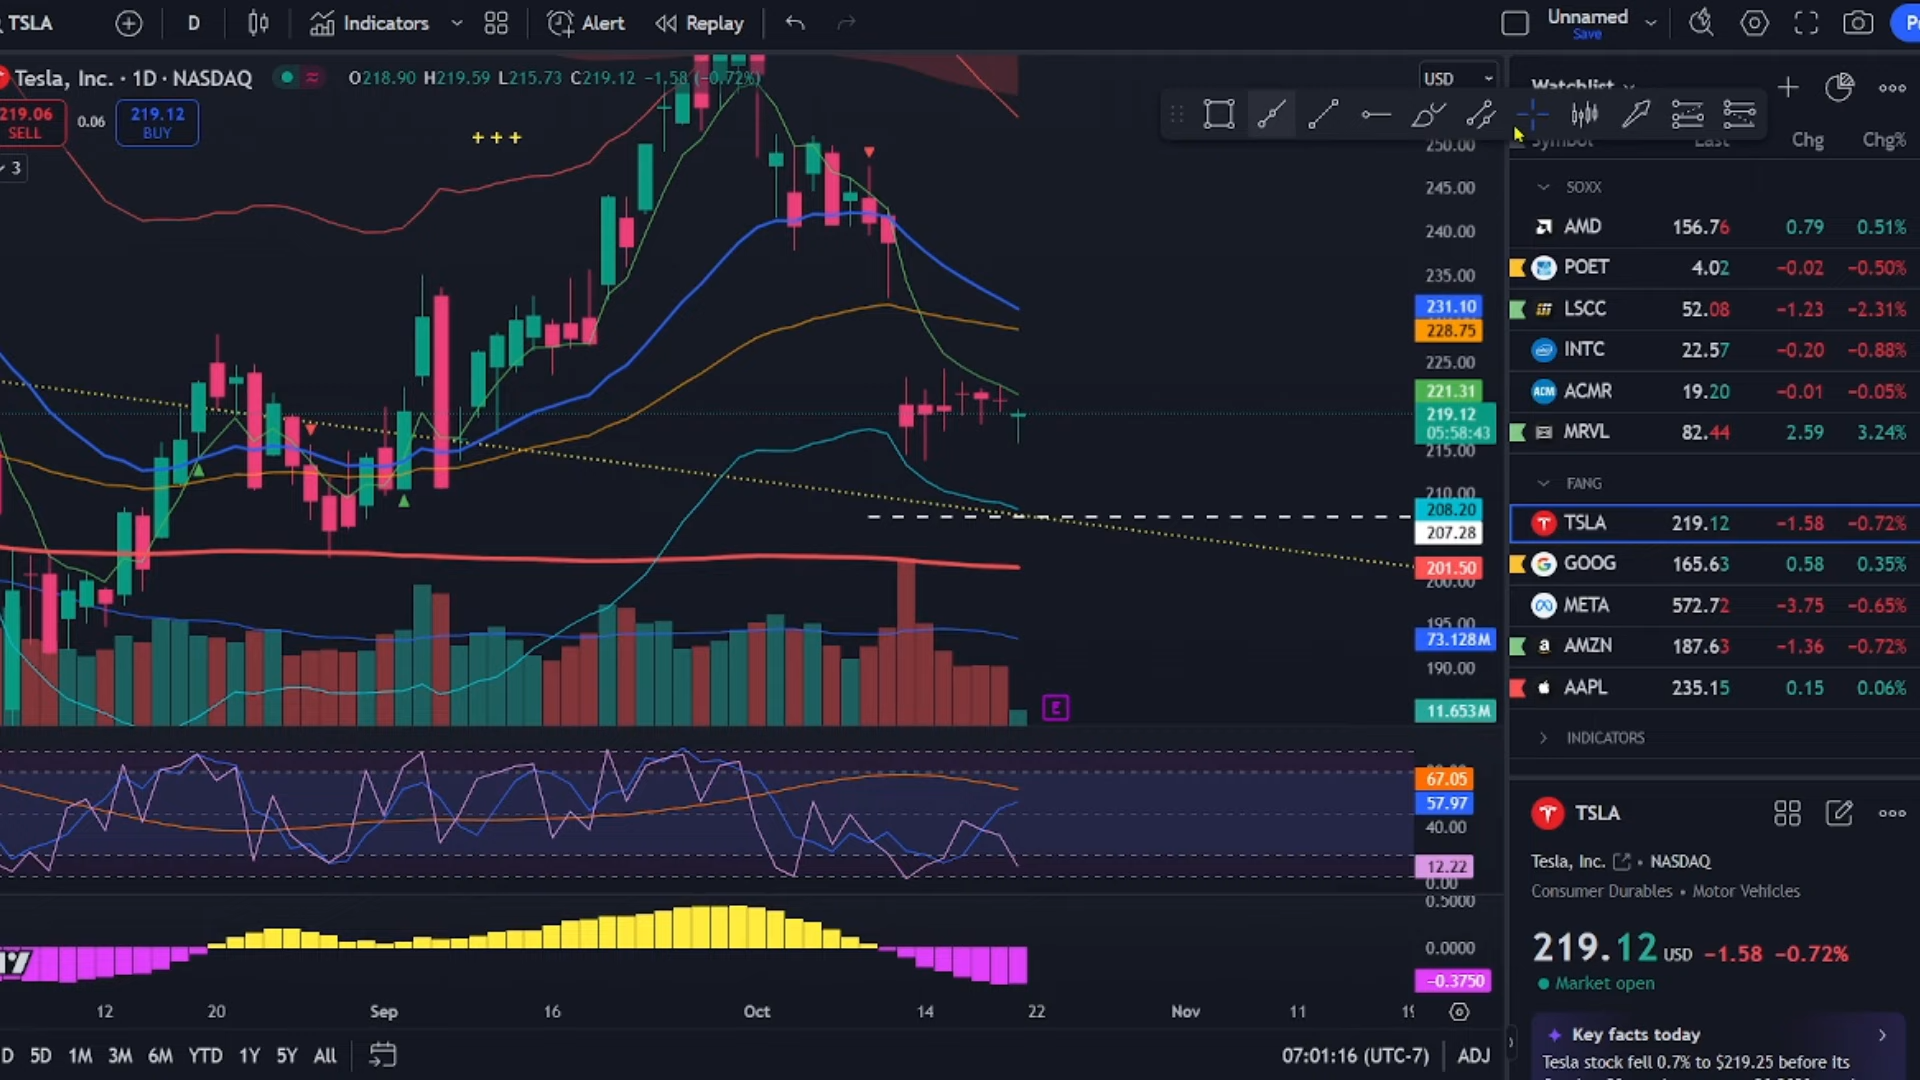 TSLA
D
Indicators
Alert
Replay
Unnamed
Save
Tesla, Inc. · 1D · NASDAQ
O218.90 H219.59 L215.73 C219.12 −1.58 (−0.72%)
USD
Watchlist
219.06
SELL
0.06
219.12
BUY
3
+++
Symbol Last Chg Chg%
250.00
245.00
240.00
235.00
231.10
228.75
225.00
221.31
219.12
05:58:43
215.00
210.00
208.20
207.28
201.50
200.00
195.00
73.128M
190.00
11.653M
E
67.05
57.97
40.00
12.22
0.00
0.5000
0.0000
−0.3750
12 20 Sep 16 Oct 14 22 Nov 11
D 5D 1M 3M 6M YTD 1Y 5Y All
07:01:16 (UTC-7) ADJ
SOXX
AMD 156.76 0.79 0.51%
POET 4.02 −0.02 −0.50%
LSCC 52.08 −1.23 −2.31%
INTC 22.57 −0.20 −0.88%
ACM ACMR 19.20 −0.01 −0.05%
MRVL 82.44 2.59 3.24%
FANG
TSLA 219.12 −1.58 −0.72%
GOOG 165.63 0.58 0.35%
META 572.72 −3.75 −0.65%
AMZN 187.63 −1.36 −0.72%
AAPL 235.15 0.15 0.06%
INDICATORS
TSLA
Tesla, Inc. • NASDAQ
Consumer Durables • Motor Vehicles
219.12 USD −1.58 −0.72%
Market open
Key facts today
Tesla stock fell 0.7% to $219.25 before its